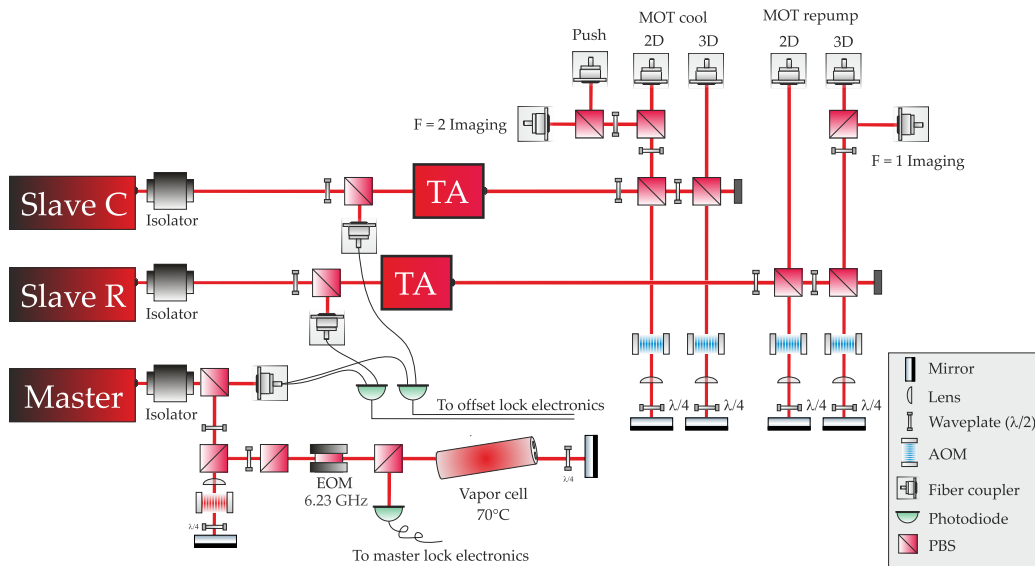 MOT cool
MOT repump
Push
2D
3D
2D
3D
F = 2 Imaging
F = 1 Imaging
Slave C
Isolator
TA
Slave R
Isolator
TA
Master
Isolator
To offset lock electronics
λ/4
λ/4
λ/4
λ/4
EOM
6.23 GHz
Vapor cell
70°C
λ/4
λ/4
To master lock electronics
Mirror
Lens
Waveplate (λ/2)
AOM
Fiber coupler
Photodiode
PBS